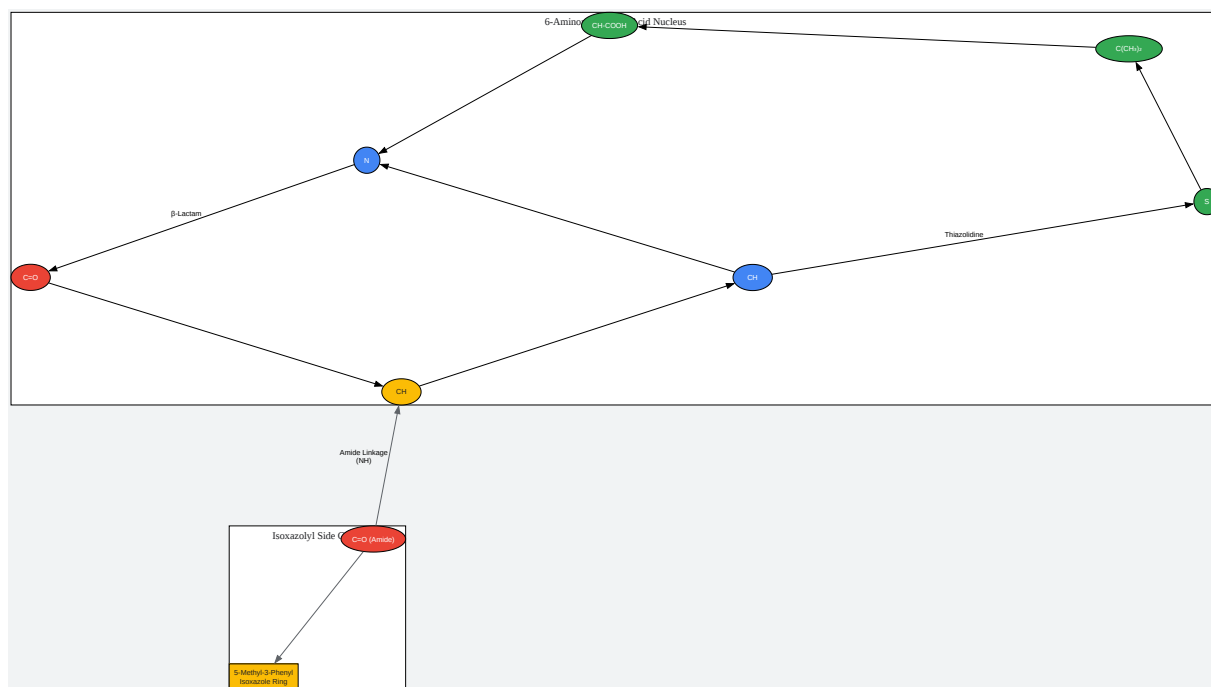 6-Amino cid Nucleus
CH-COOH
C(CH₃)₂
N
S
β-Lactam
Thiazolidine
C=O
CH
CH
Amide Linkage
(NH)
Isoxazolyl Side
C=O (Amide)
5-Methyl-3-Phenyl
Isoxazole Ring